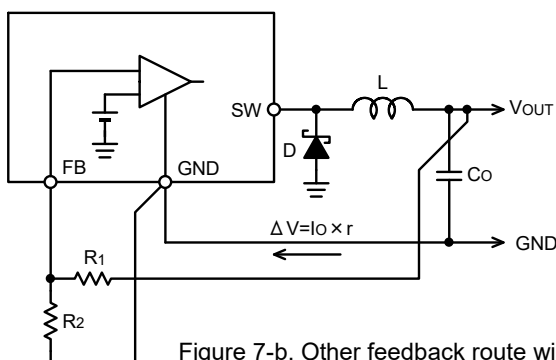 SW
L
VOUT
D
FB
GND
CO
ΔV=IO×r
GND
R1
R2
Figure 7-b. Other feedback route wi